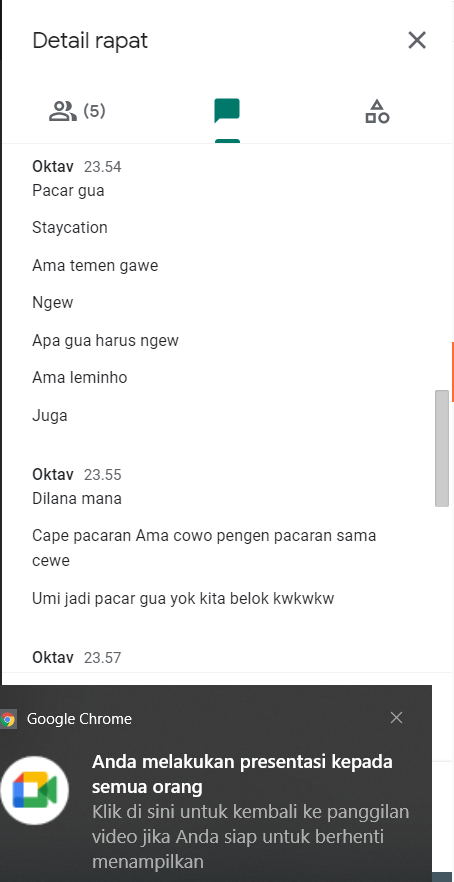 Detail rapat
(5)
Oktav 23.54
Pacar gua
Staycation
Ama temen gawe
Ngew
Apa gua harus ngew
Ama leminho
Juga
Oktav 23.55
Dilana mana
Cape pacaran Ama cowo pengen pacaran sama
cewe
Umi jadi pacar gua yok kita belok kwkwkw
Oktav 23.57
Google Chrome
Anda melakukan presentasi kepada
semua orang
Klik di sini untuk kembali ke panggilan
video jika Anda siap untuk berhenti
menampilkan